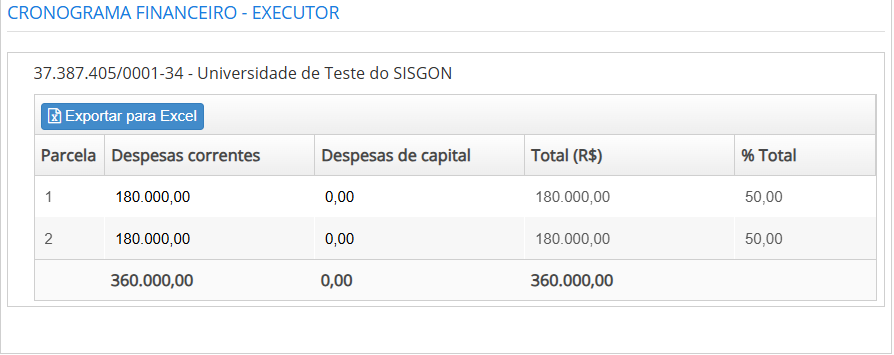 CRONOGRAMA FINANCEIRO - EXECUTOR
37.387.405/0001-34 - Universidade de Teste do SISGON
Exportar para Excel
Parcela Despesas correntes Despesas de capital Total (R$) % Total
1 180.000,00 0,00 180.000,00 50,00
2 180.000,00 0,00 180.000,00 50,00
360.000,00 0,00 360.000,00